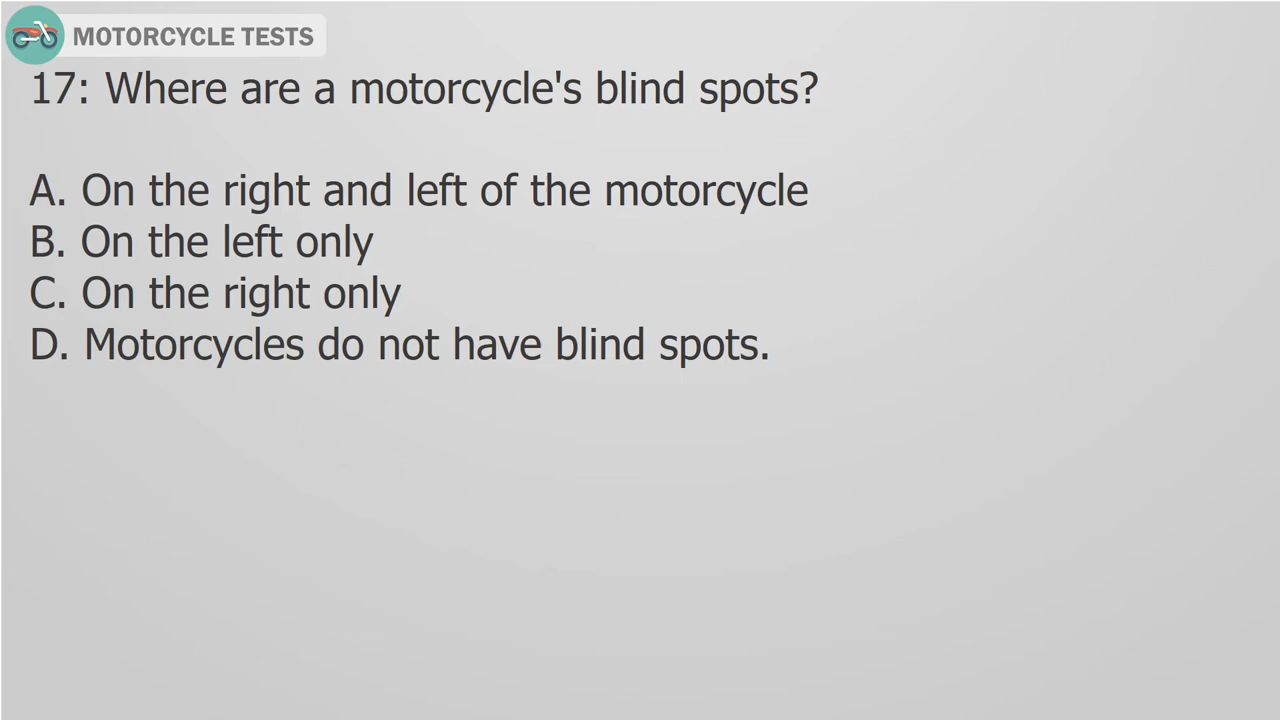 MOTORCYCLE TESTS
17: Where are a motorcycle's blind spots?
A. On the right and left of the motorcycle
B. On the left only
C. On the right only
D. Motorcycles do not have blind spots.